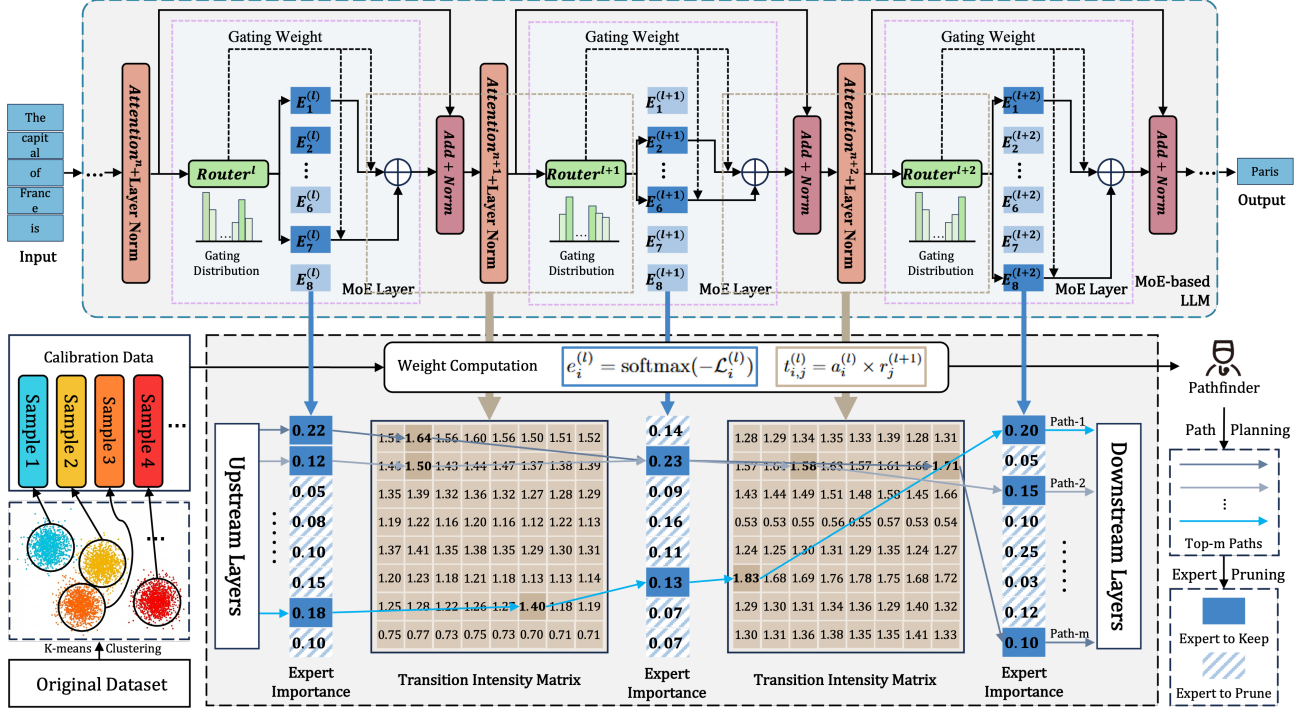 The
capit
al
of
Franc
e
is
Input
...
Attention^n+Layer Norm
Gating Weight
Router^l
Gating
Distribution
E_1^(l)
E_2^(l)
E_6^(l)
E_7^(l)
E_8^(l)
MoE Layer
Add + Norm
Attention^n+1+Layer Norm
Gating Weight
Router^l+1
Gating
Distribution
E_1^(l+1)
E_2^(l+1)
E_6^(l+1)
E_7^(l+1)
E_8^(l+1)
MoE Layer
Add + Norm
Attention^n+2+Layer Norm
Gating Weight
Router^l+2
Gating
Distribution
E_1^(l+2)
E_2^(l+2)
E_6^(l+2)
E_7^(l+2)
E_8^(l+2)
MoE Layer
Add + Norm
MoE-based
LLM
...
Paris
Output
Calibration Data
Sample 1
Sample 2
Sample 3
Sample 4
...
...
K-means Clustering
Original Dataset
Weight Computation
e_i^(l) = softmax(−L_i^(l))
t_i,j^(l) = a_i^(l) × r_j^(l+1)
Upstream Layers
0.22
0.12
0.05
0.08
0.10
0.15
0.18
0.10
Expert
Importance
1.64 1.56 1.60 1.56 1.50 1.51 1.52
1.50 1.43 1.44 1.47 1.37 1.38 1.39
1.35 1.39 1.32 1.36 1.32 1.27 1.28 1.29
1.19 1.22 1.16 1.20 1.16 1.12 1.22 1.13
1.37 1.41 1.35 1.38 1.35 1.29 1.30 1.31
1.20 1.23 1.18 1.21 1.18 1.13 1.13 1.14
1.25 1.28 1.22 1.26 1.27 1.40 1.18 1.19
0.75 0.77 0.73 0.75 0.73 0.70 0.71 0.71
Transition Intensity Matrix
0.14
0.23
0.09
0.16
0.11
0.13
0.07
0.07
Expert
Importance
1.28 1.29 1.34 1.35 1.33 1.39 1.28 1.31
1.57 1.58 1.63 1.57 1.61 1.66 1.71
1.43 1.44 1.49 1.51 1.48 1.58 1.45 1.66
0.53 0.53 0.55 0.56 0.55 0.57 0.53 0.54
1.24 1.25 1.30 1.31 1.29 1.35 1.24 1.27
1.83 1.68 1.69 1.76 1.78 1.75 1.68 1.72
1.29 1.30 1.31 1.34 1.36 1.29 1.40 1.32
1.30 1.31 1.36 1.38 1.35 1.35 1.41 1.33
Transition Intensity Matrix
0.20
0.05
0.15
0.10
0.25
0.03
0.12
0.10
Expert
Importance
Path-1
Path-2
Path-m
Downstream Layers
Pathfinder
Path Planning
Top-m Paths
Expert Pruning
Expert to Keep
Expert to Prune